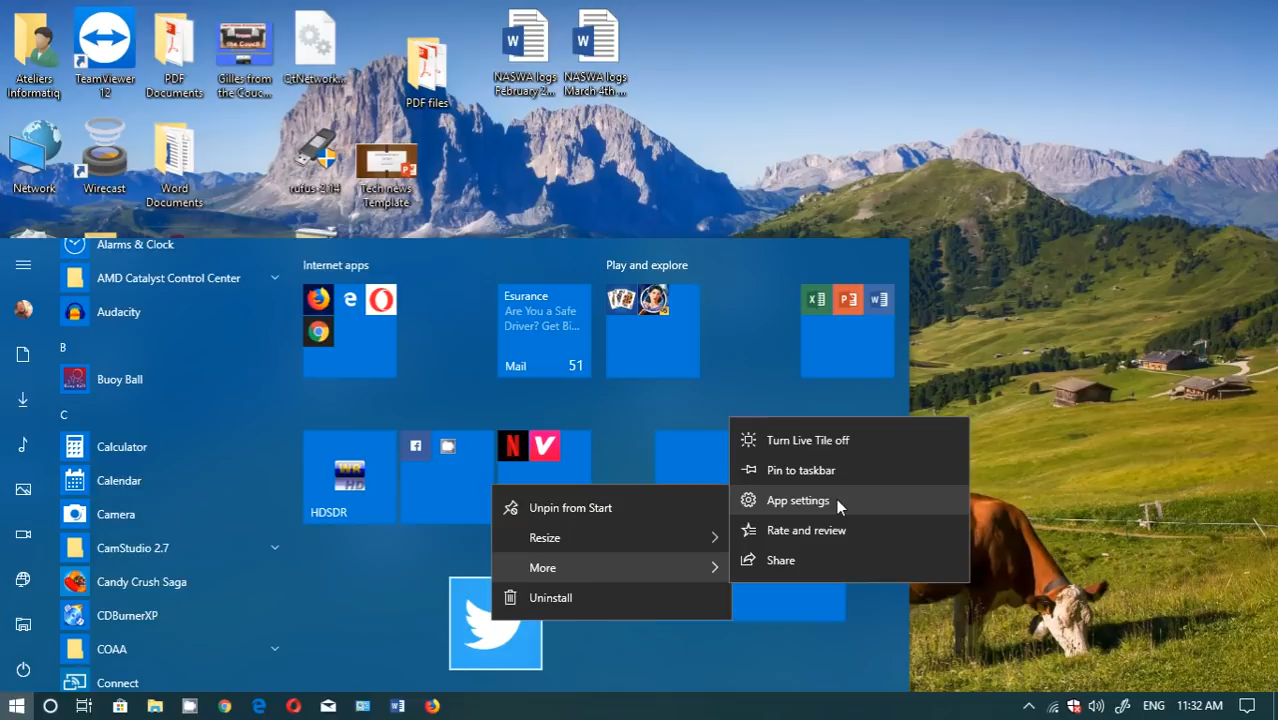 Ateliers
Informatiq
TeamViewer
12
PDF
Documents
Gilles from
the Couc...
QtNetwork...
PDF files
NASWA logs
February 2...
NASWA logs
March 4th ...
Network
Wirecast
Word
Documents
rufus-2.14
Tech news
Template
Alarms & Clock
AMD Catalyst Control Center
Audacity
B
Buoy Ball
C
Calculator
Calendar
Camera
CamStudio 2.7
Candy Crush Saga
CDBurnerXP
COAA
Connect
Internet apps
Esurance
Are You a Safe
Driver? Get Bi...
Mail 51
Play and explore
HDSDR
Unpin from Start
Resize
More
Uninstall
Turn Live Tile off
Pin to taskbar
App settings
Rate and review
Share
ENG 11:32 AM